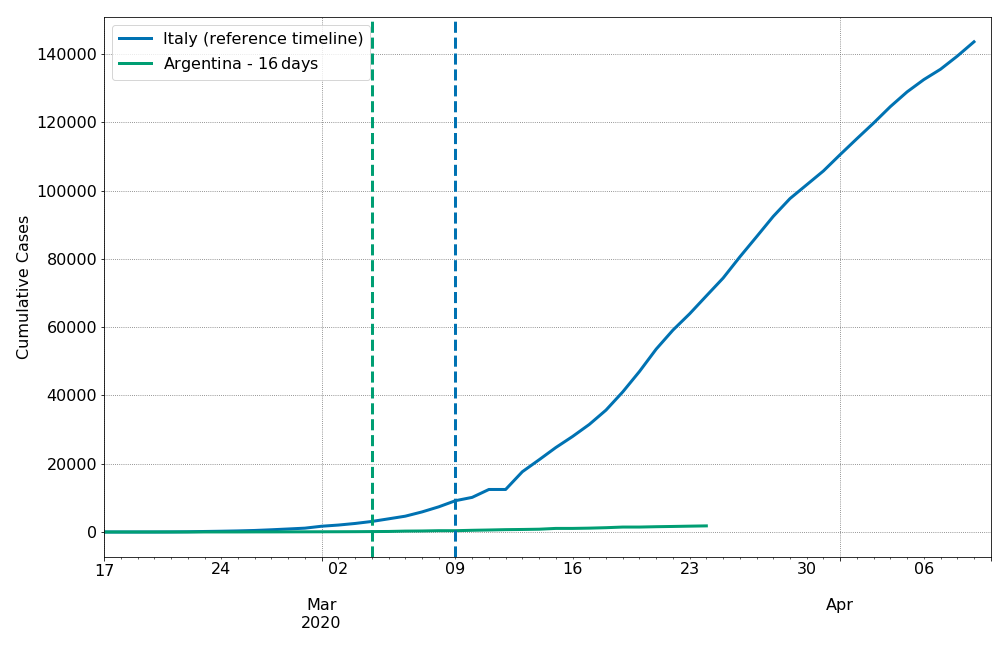 Italy (reference timeline)
Argentina - 16 days
Cumulative Cases
140000
120000
100000
80000
60000
40000
20000
0
17 24 02 09 16 23 30 06
Mar Apr
2020